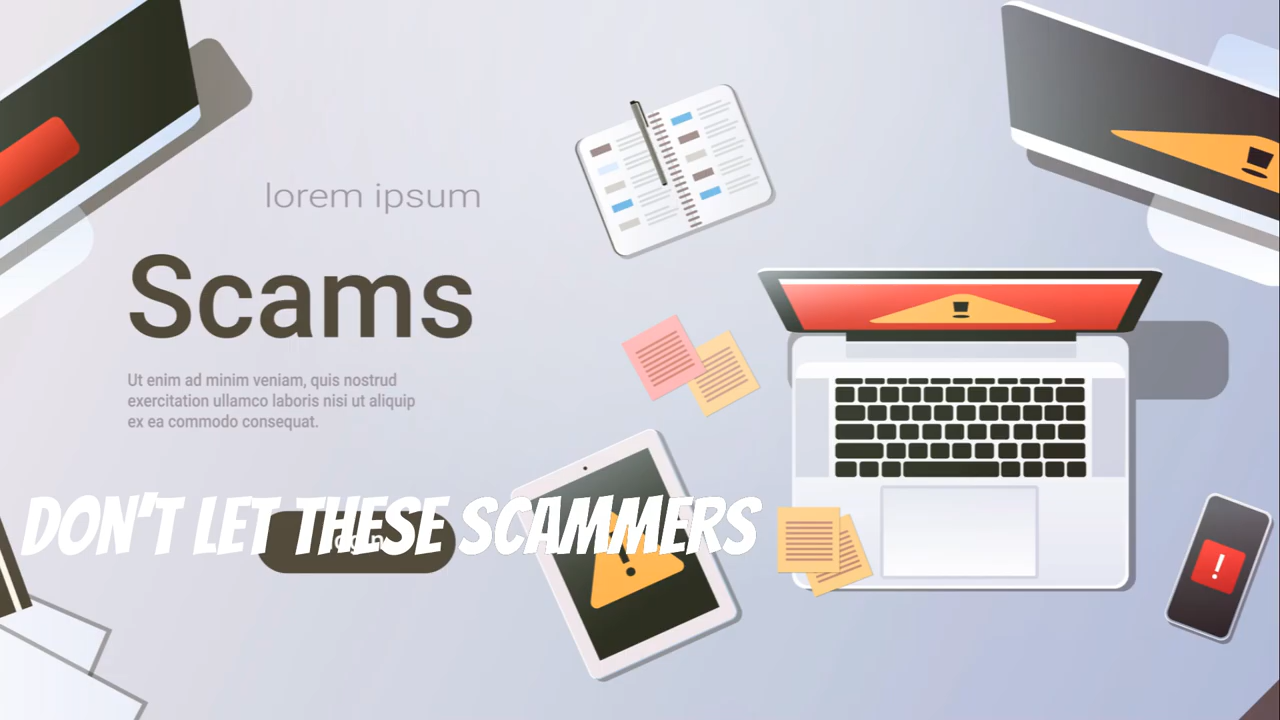 lorem ipsum
Scams
Ut enim ad minim veniam, quis nostrud
exercitation ullamco laboris nisi ut aliquip
ex ea commodo consequat.
DON'T LET THESE SCAMMERS
!
!